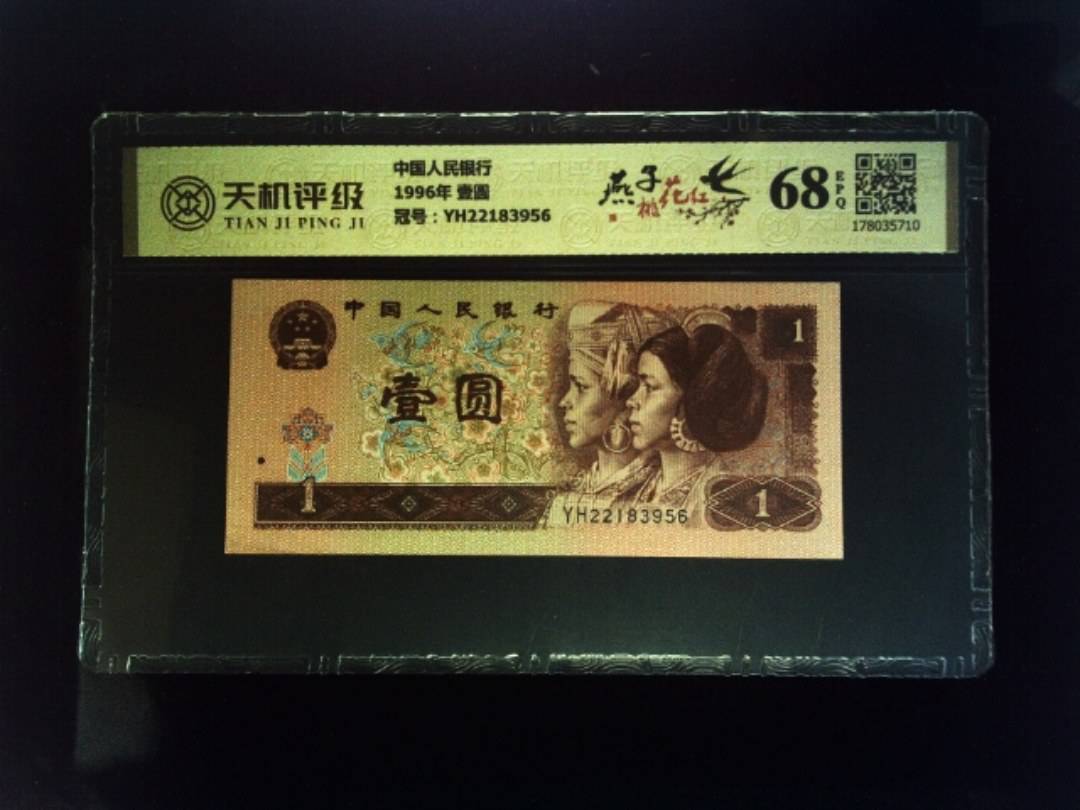 天机评级
TIAN JI PING JI
中国人民银行
1996年 壹圆
冠号：YH22183956
燕子
桃花红
68
EPQ
178035710
中国人民银行
壹圆
1
1
YH22183956
1